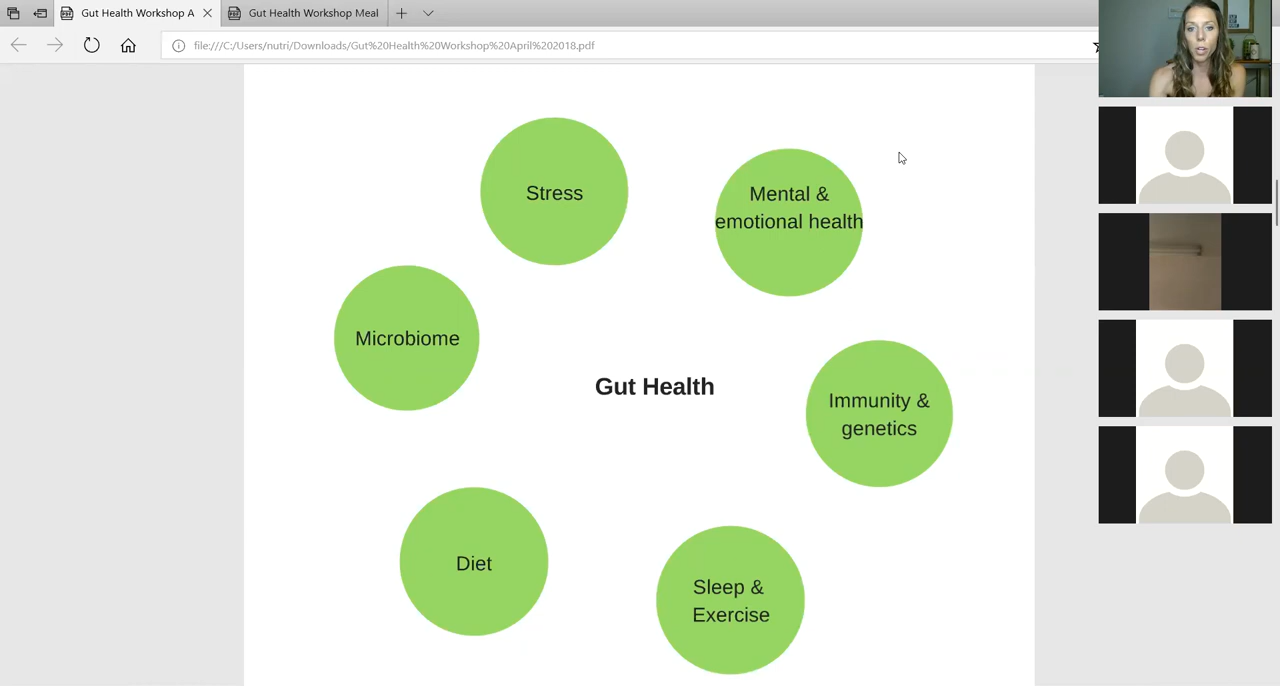 Gut Health Workshop A
Gut Health Workshop Meal
file:///C:/Users/nutri/Downloads/Gut%20Health%20Workshop%20April%202018.pdf
Stress
Mental &
emotional health
Microbiome
Gut Health
Immunity &
genetics
Diet
Sleep &
Exercise